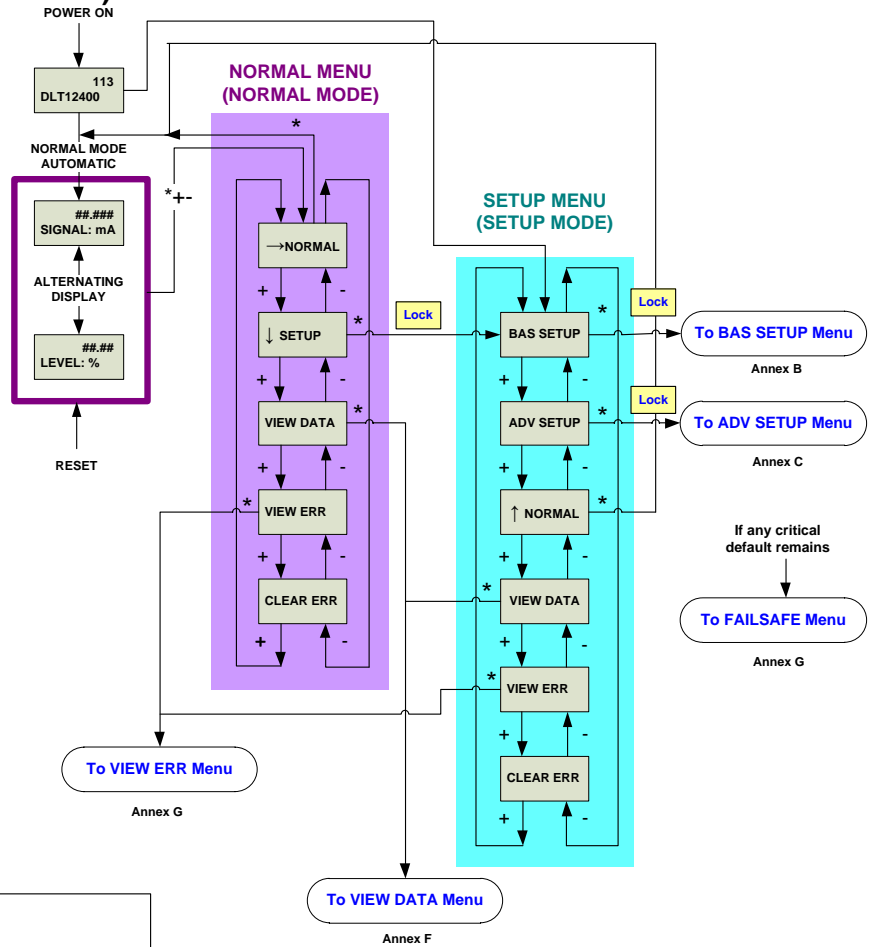 POWER ON
113
DLT12400
NORMAL MODE
AUTOMATIC
##.###
SIGNAL: mA
ALTERNATING
DISPLAY
##.##
LEVEL: %
RESET
*+-
NORMAL MENU
(NORMAL MODE)
*
→NORMAL
+ -
↓ SETUP
*
Lock
+ -
VIEW DATA
*
+ -
*
VIEW ERR
+ -
CLEAR ERR
+ -
SETUP MENU
(SETUP MODE)
BAS SETUP
*
Lock
+ -
ADV SETUP
*
Lock
+ -
↑ NORMAL
*
+ -
*
VIEW DATA
+ -
*
VIEW ERR
+ -
CLEAR ERR
+ -
To BAS SETUP Menu
Annex B
To ADV SETUP Menu
Annex C
If any critical
default remains
To FAILSAFE Menu
Annex G
To VIEW ERR Menu
Annex G
To VIEW DATA Menu
Annex F